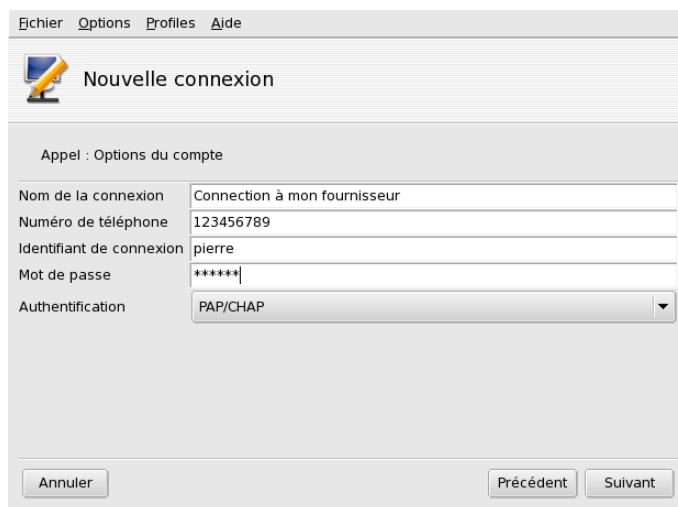 Fichier Options Profiles Aide
Nouvelle connexion
Appel : Options du compte
Nom de la connexion Connection à mon fournisseur
Numéro de téléphone 123456789
Identifiant de connexion pierre
Mot de passe ******
Authentification PAP/CHAP
Annuler Précédent Suivant